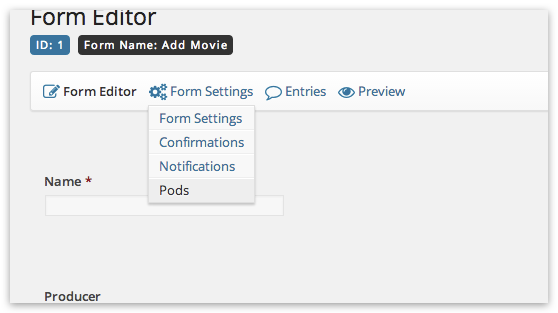 Form Editor
ID: 1 Form Name: Add Movie
Form Editor Form Settings Entries Preview
Form Settings
Confirmations
Notifications
Pods
Name *
Producer